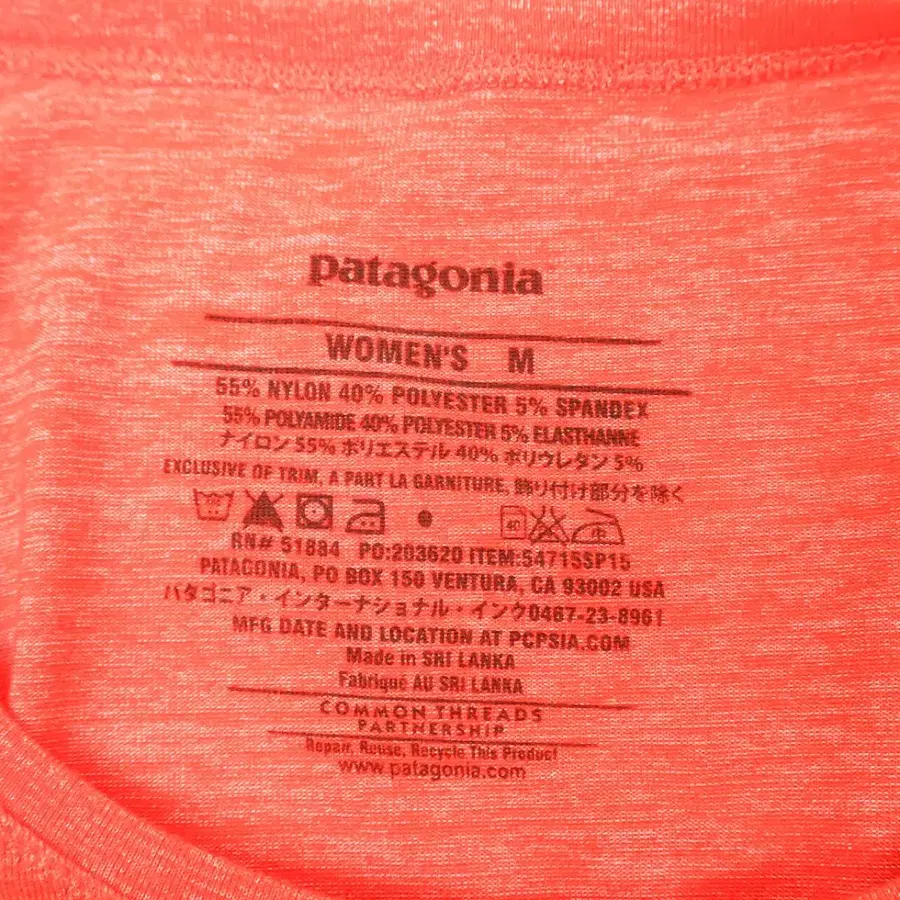 patagonia
WOMEN'S M
55% NYLON 40% POLYESTER 5% SPANDEX
55% POLYAMIDE 40% POLYESTER 5% ELASTHANNE
ナイロン 55% ポリエステル 40% ポリウレタン 5%
EXCLUSIVE OF TRIM, A PART LA GARNITURE, 飾り付け部分を除く
40
RN# 51884 PO:203620 ITEM:54715SP15
PATAGONIA, PO BOX 150 VENTURA, CA 93002 USA
パタゴニア・インターナショナル・インク0467-23-8961
MFG DATE AND LOCATION AT PCPSIA.COM
Made in SRI LANKA
Fabriqué AU SRI LANKA
COMMON THREADS
PARTNERSHIP
Repair, Reuse, Recycle This Product
www.patagonia.com